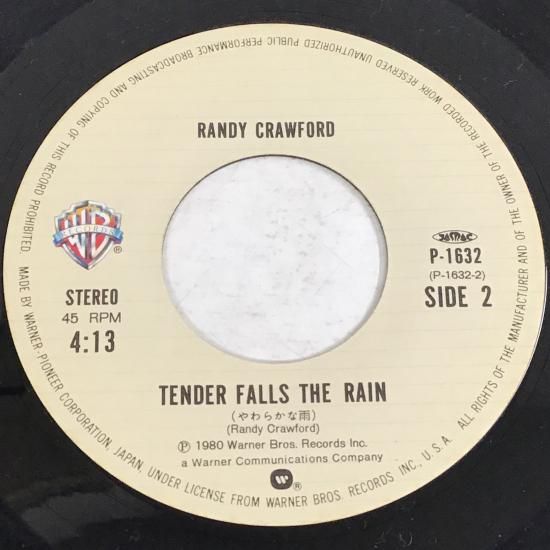 ALL RIGHTS OF THE MANUFACTURER AND OF THE OWNER OF THE RECORDED WORK RESERVED UNAUTHORIZED PUBLIC PERFORMANCE BROADCASTING AND COPYING OF THIS RECORD PROHIBITED.
RANDY CRAWFORD
WB
RECORDS
®
STEREO
45 RPM
4:13
JASRAC
P-1632
(P-1632-2)
SIDE 2
TENDER FALLS THE RAIN
(やわらかな雨)
(Randy Crawford)
Ⓟ 1980 Warner Bros. Records Inc.
a Warner Communications Company
®
MADE BY WARNER-PIONEER CORPORATION, JAPAN, UNDER LICENSE FROM WARNER BROS. RECORDS INC., U.S.A.